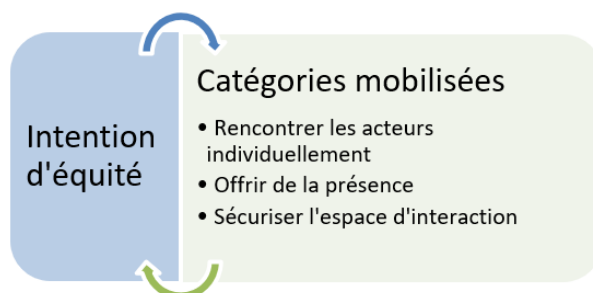 Intention
d'équité
Catégories mobilisées
• Rencontrer les acteurs
individuellement
• Offrir de la présence
• Sécuriser l'espace d'interaction